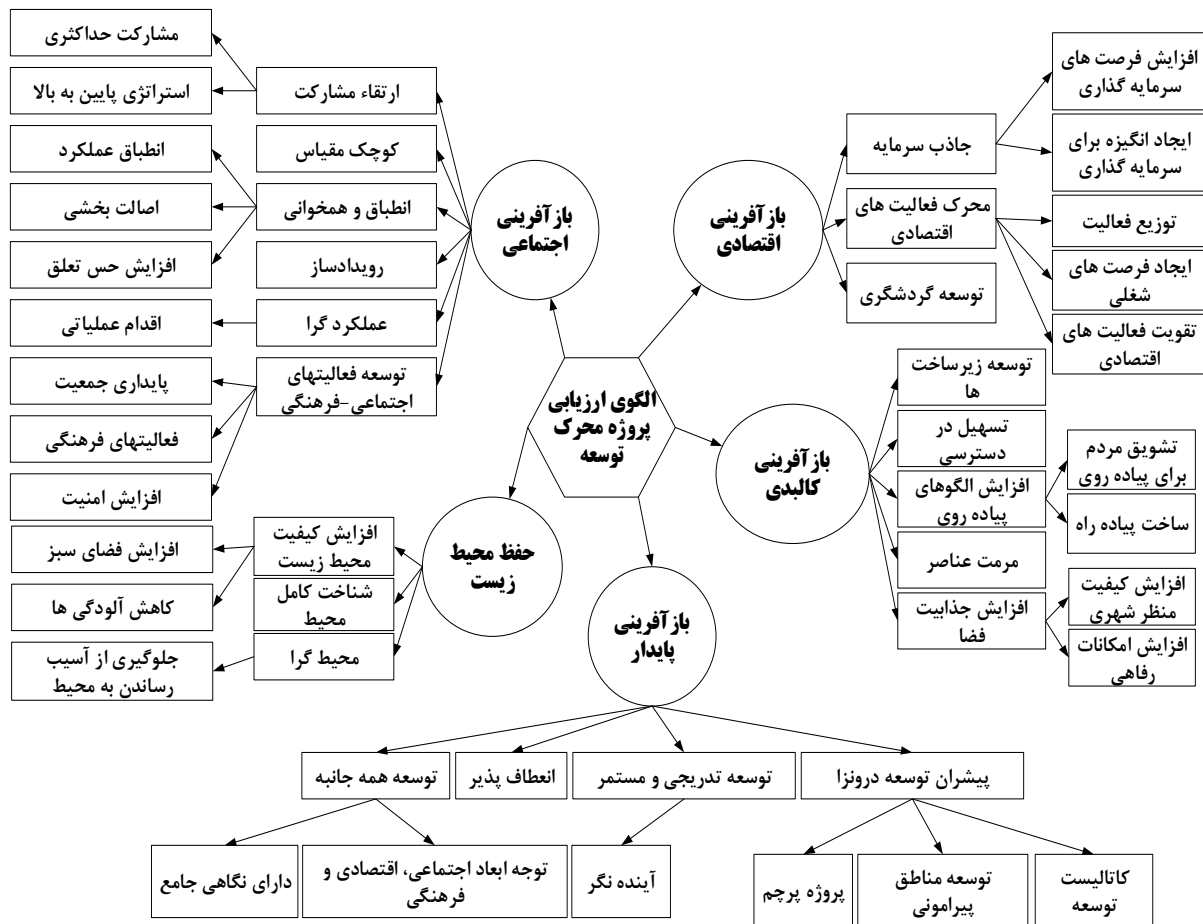 الگوی ارزیابی
پروژه محرک
توسعه
بازآفرینی
اقتصادی
جاذب سرمایه
افزایش فرصت های
سرمایه گذاری
ایجاد انگیزه برای
سرمایه گذاری
محرک فعالیت های
اقتصادی
توزیع فعالیت
ایجاد فرصت های
شغلی
تقویت فعالیت های
اقتصادی
توسعه گردشگری
بازآفرینی
کالبدی
توسعه زیرساخت
ها
تسهیل در
دسترسی
افزایش الگوهای
پیاده روی
تشویق مردم
برای پیاده روی
ساخت پیاده راه
مرمت عناصر
افزایش جذابیت
فضا
افزایش کیفیت
منظر شهری
افزایش امکانات
رفاهی
بازآفرینی
اجتماعی
ارتقاء مشارکت
مشارکت حداکثری
استراتژی پایین به بالا
کوچک مقیاس
انطباق و همخوانی
انطباق عملکرد
اصالت بخشی
افزایش حس تعلق
رویدادساز
عملکرد گرا
اقدام عملیاتی
توسعه فعالیتهای
اجتماعی-فرهنگی
پایداری جمعیت
فعالیتهای فرهنگی
افزایش امنیت
حفظ محیط
زیست
افزایش کیفیت
محیط زیست
افزایش فضای سبز
کاهش آلودگی ها
شناخت کامل
محیط
محیط گرا
جلوگیری از آسیب
رساندن به محیط
بازآفرینی
پایدار
پیشران توسعه درونزا
کاتالیست
توسعه
توسعه مناطق
پیرامونی
پروژه پرچم
توسعه تدریجی و مستمر
آینده نگر
انعطاف پذیر
توسعه همه جانبه
توجه ابعاد اجتماعی، اقتصادی و
فرهنگی
دارای نگاهی جامع